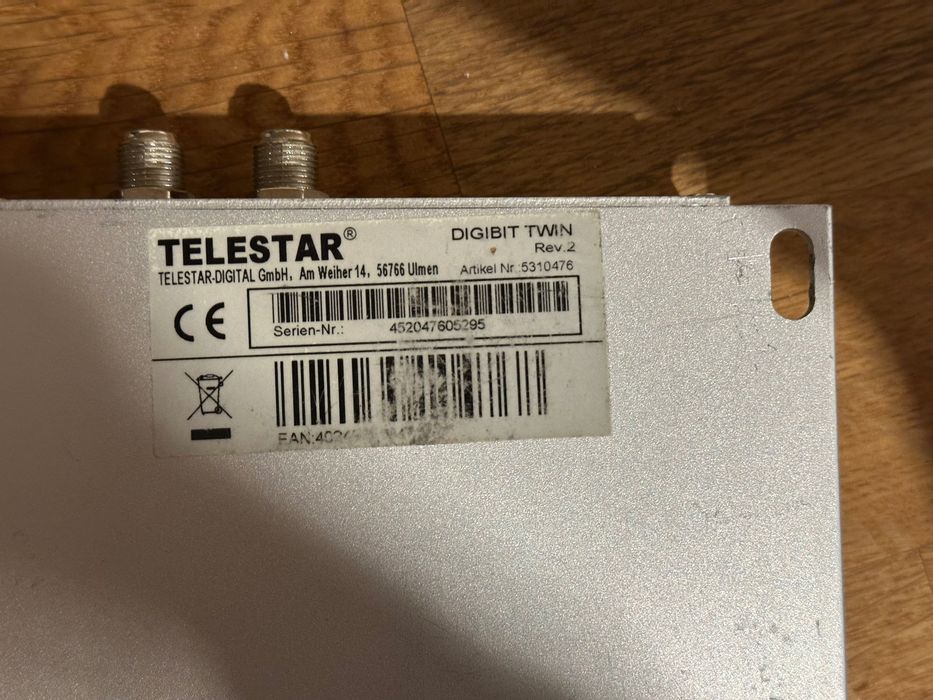 TELESTAR®
DIGIBIT TWIN
Rev.2
TELESTAR-DIGITAL GmbH, Am Weiher 14, 56766 Ulmen
Artikel Nr.:5310476
CE
Serien-Nr.: 452047605295
EAN: